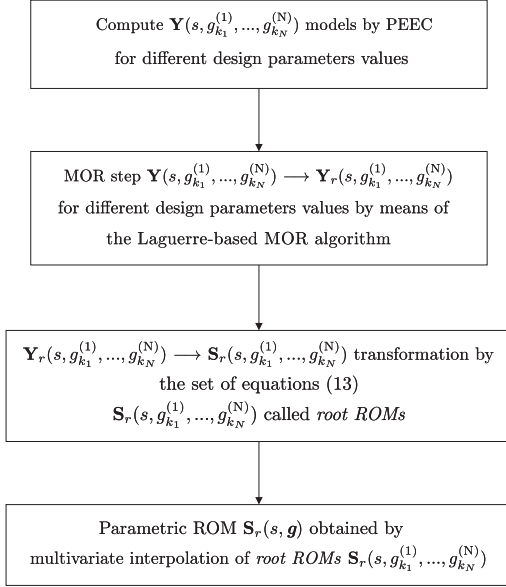 Compute Y(s, g_{k_1}^{(1)}, ..., g_{k_N}^{(N)}) models by PEEC
for different design parameters values
MOR step Y(s, g_{k_1}^{(1)}, ..., g_{k_N}^{(N)}) ⟶ Y_r(s, g_{k_1}^{(1)}, ..., g_{k_N}^{(N)})
for different design parameters values by means of
the Laguerre-based MOR algorithm
Y_r(s, g_{k_1}^{(1)}, ..., g_{k_N}^{(N)}) ⟶ S_r(s, g_{k_1}^{(1)}, ..., g_{k_N}^{(N)}) transformation by
the set of equations (13)
S_r(s, g_{k_1}^{(1)}, ..., g_{k_N}^{(N)}) called root ROMs
Parametric ROM S_r(s, g) obtained by
multivariate interpolation of root ROMs S_r(s, g_{k_1}^{(1)}, ..., g_{k_N}^{(N)})